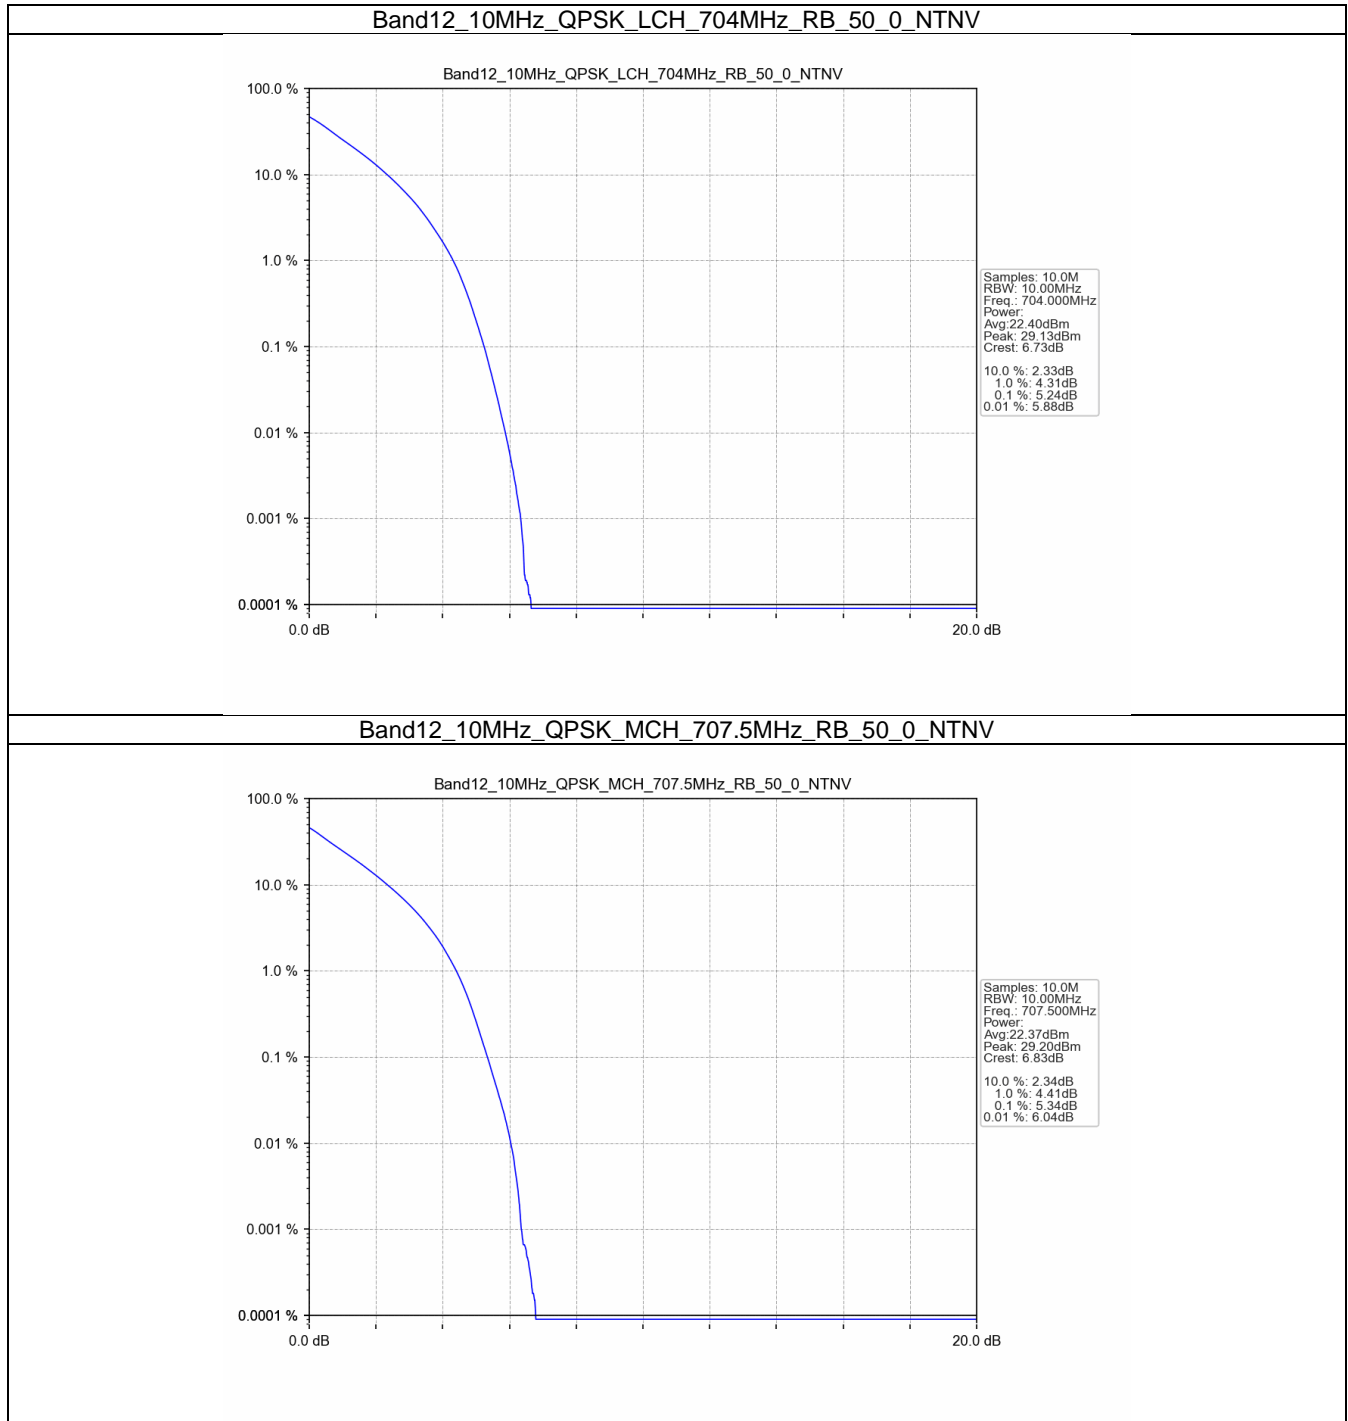 Band12_10MHz_QPSK_LCH_704MHz_RB_50_0_NTNV
Band12_10MHz_QPSK_LCH_704MHz_RB_50_0_NTNV
100.0 %
10.0 %
1.0 %
0.1 %
0.01 %
0.001 %
0.0001 %
0.0 dB
20.0 dB
Samples: 10.0M
RBW: 10.00MHz
Freq.: 704.000MHz
Power:
Avg:22.40dBm
Peak: 29.13dBm
Crest: 6.73dB
10.0 %: 2.33dB
1.0 %: 4.31dB
0.1 %: 5.24dB
0.01 %: 5.88dB
Band12_10MHz_QPSK_MCH_707.5MHz_RB_50_0_NTNV
Band12_10MHz_QPSK_MCH_707.5MHz_RB_50_0_NTNV
100.0 %
10.0 %
1.0 %
0.1 %
0.01 %
0.001 %
0.0001 %
0.0 dB
20.0 dB
Samples: 10.0M
RBW: 10.00MHz
Freq.: 707.500MHz
Power:
Avg:22.37dBm
Peak: 29.20dBm
Crest: 6.83dB
10.0 %: 2.34dB
1.0 %: 4.41dB
0.1 %: 5.34dB
0.01 %: 6.04dB